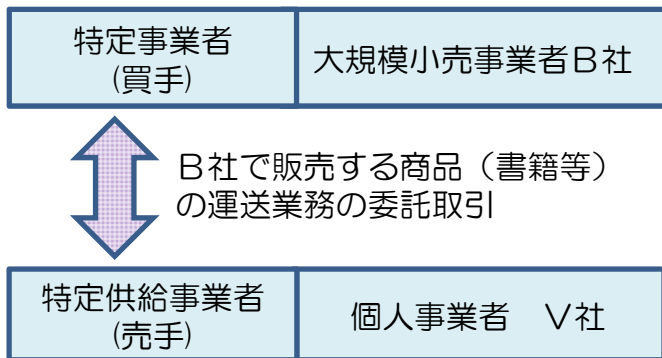 特定事業者
(買手)
大規模小売事業者Ｂ社
Ｂ社で販売する商品（書籍等）
の運送業務の委託取引
特定供給事業者
(売手)
個人事業者　Ｖ社